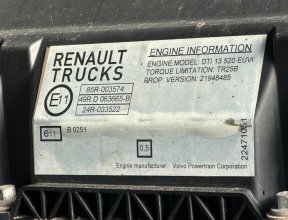 RENAULT
TRUCKS
ENGINE INFORMATION
ENGINE MODEL: DTI 13 520 EUVI
TORQUE LIMITATION: TR25B
RROP. VERSION: 21948485
E11
85R-003574
49R D 063665-B
24R-033522
e11
B 0251
0,5
Engine manufacturer: Volvo Powertrain Corporation
22471051